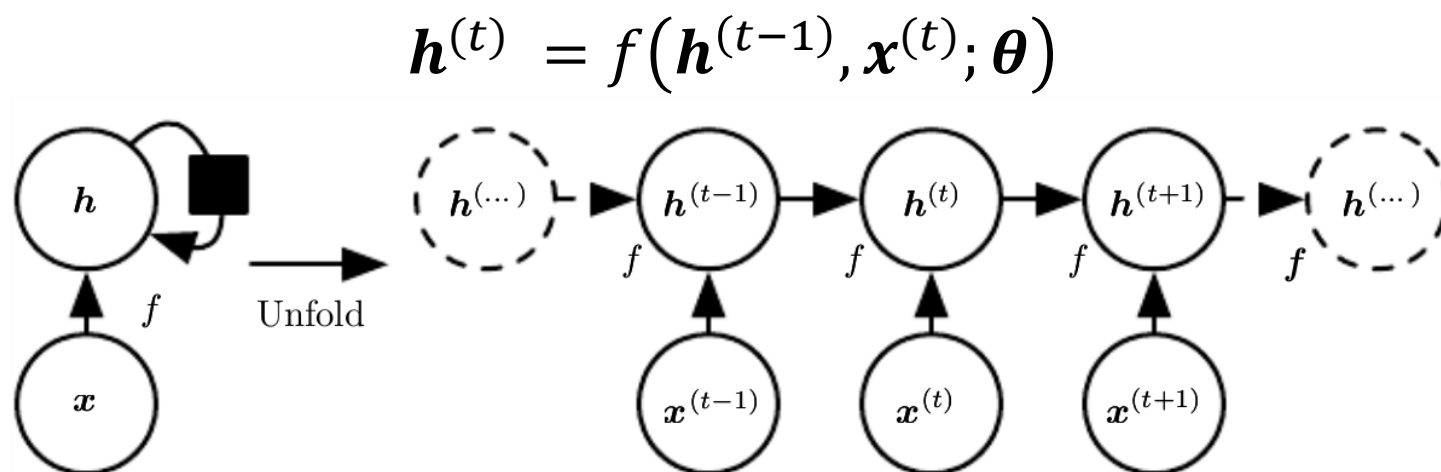 h^(t) = f(h^(t−1), x^(t); θ)
h h^(...) h^(t−1) h^(t) h^(t+1) h^(...)
f f f f
f Unfold
x x^(t−1) x^(t) x^(t+1)